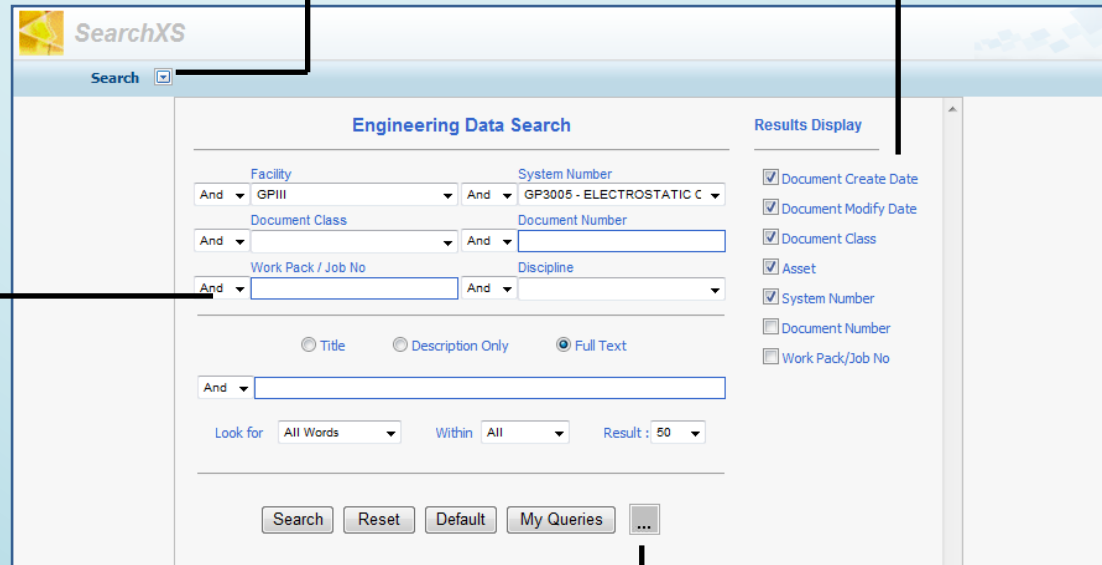 SearchXS
Search
Engineering Data Search
Results Display
Facility System Number
And GPIII And GP3005 - ELECTROSTATIC C
Document Class Document Number
And And
Work Pack / Job No Discipline
And And
Title Description Only Full Text
And
Look for All Words Within All Result : 50
Search Reset Default My Queries ...
Document Create Date
Document Modify Date
Document Class
Asset
System Number
Document Number
Work Pack/Job No